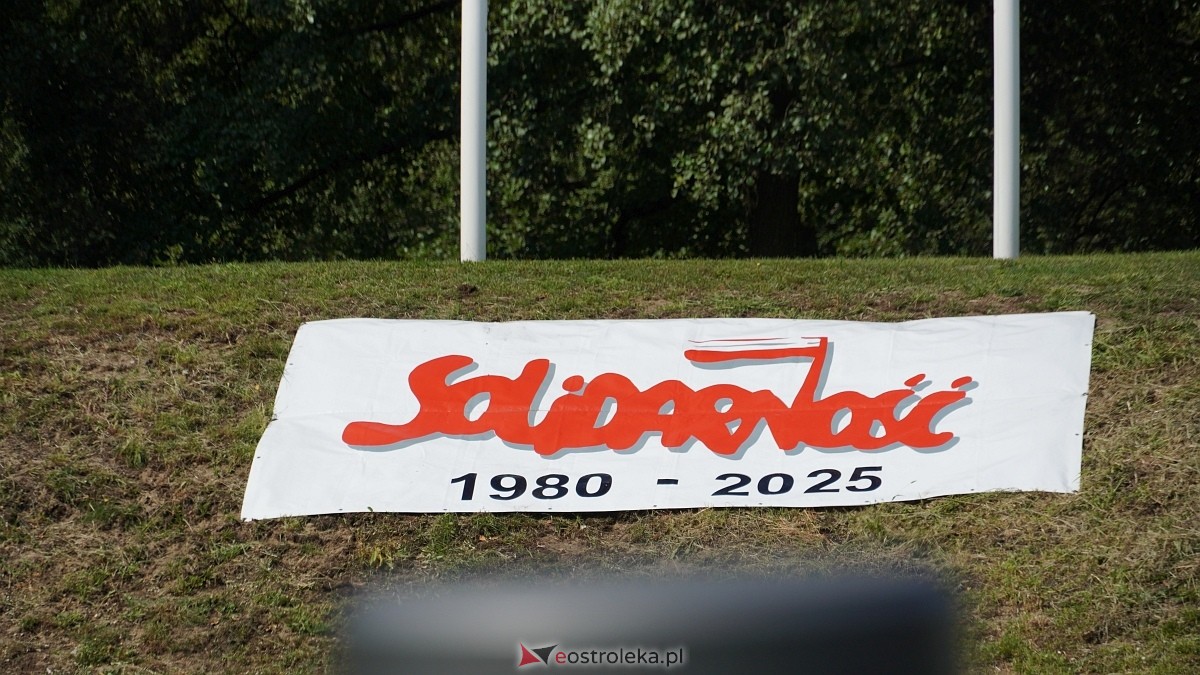 SOLIDARNOŚĆ
1980 - 2025
eostroleka.pl